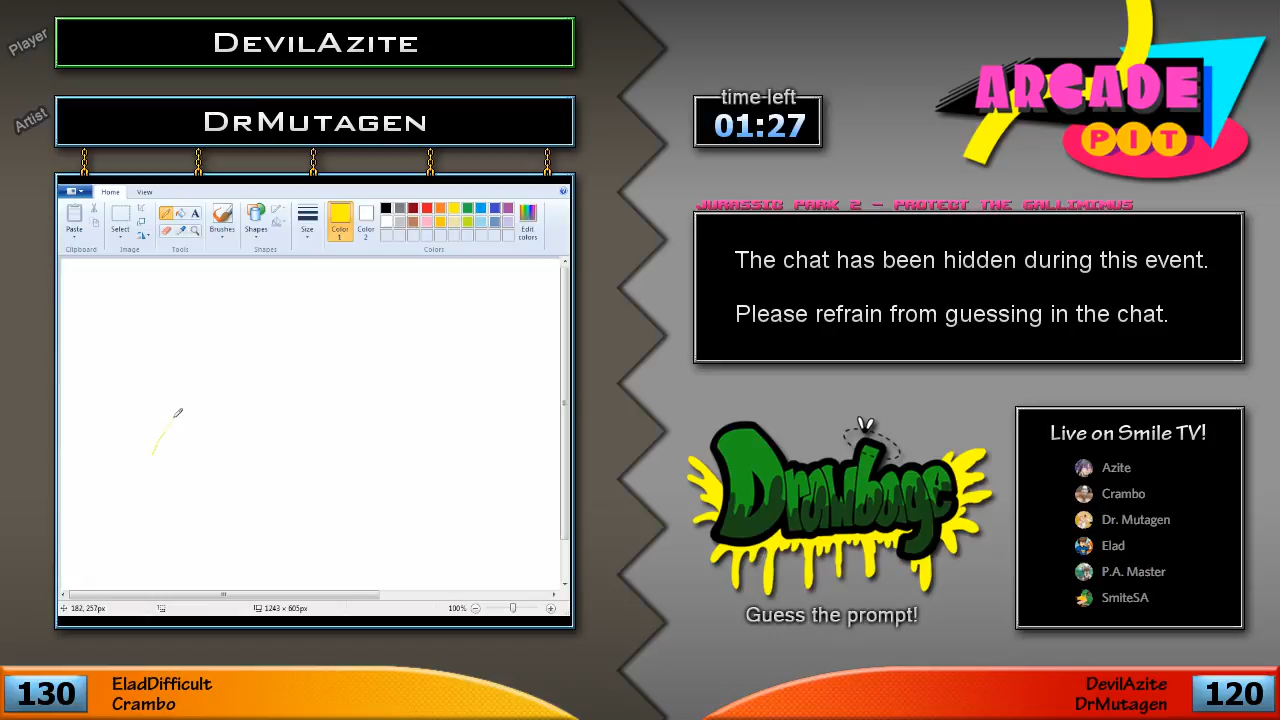 Player
DevilAzite
Artist
DrMutagen
Home
View
Paste
Select
Brushes
Shapes
Size
Color
1
Color
2
Edit
colors
Clipboard
Image
Tools
Shapes
Colors
182, 257px
1243 × 605px
100%
time left
01:27
ARCADE
PIT
JURASSIC PARK 2 - PROTECT THE GALLIMIMUS
The chat has been hidden during this event.
Please refrain from guessing in the chat.
Drawbage
Guess the prompt!
Live on Smile TV!
Azite
Crambo
Dr. Mutagen
Elad
P.A. Master
SmiteSA
130
EladDifficult
Crambo
DevilAzite
DrMutagen
120